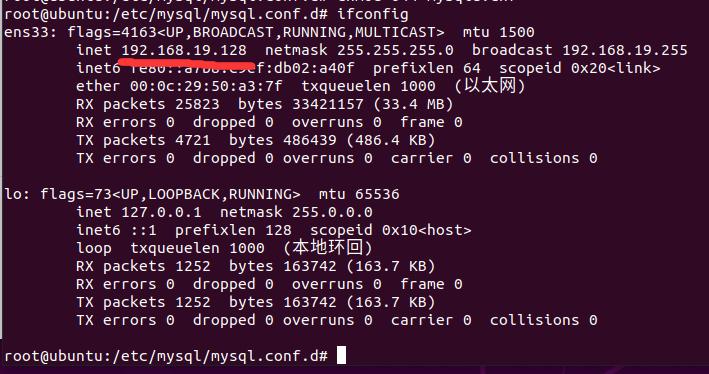 root@ubuntu:/etc/mysql/mysql.conf.d# ifconfig
ens33: flags=4163<UP,BROADCAST,RUNNING,MULTICAST>  mtu 1500
        inet 192.168.19.128  netmask 255.255.255.0  broadcast 192.168.19.255
        inet6 :db02:a40f  prefixlen 64  scopeid 0x20<link>
        ether 00:0c:29:50:a3:7f  txqueuelen 1000  (以太网)
        RX packets 25823  bytes 33421157 (33.4 MB)
        RX errors 0  dropped 0  overruns 0  frame 0
        TX packets 4721  bytes 486439 (486.4 KB)
        TX errors 0  dropped 0 overruns 0  carrier 0  collisions 0
lo: flags=73<UP,LOOPBACK,RUNNING>  mtu 65536
        inet 127.0.0.1  netmask 255.0.0.0
        inet6 ::1  prefixlen 128  scopeid 0x10<host>
        loop  txqueuelen 1000  (本地环回)
        RX packets 1252  bytes 163742 (163.7 KB)
        RX errors 0  dropped 0  overruns 0  frame 0
        TX packets 1252  bytes 163742 (163.7 KB)
        TX errors 0  dropped 0 overruns 0  carrier 0  collisions 0
root@ubuntu:/etc/mysql/mysql.conf.d#